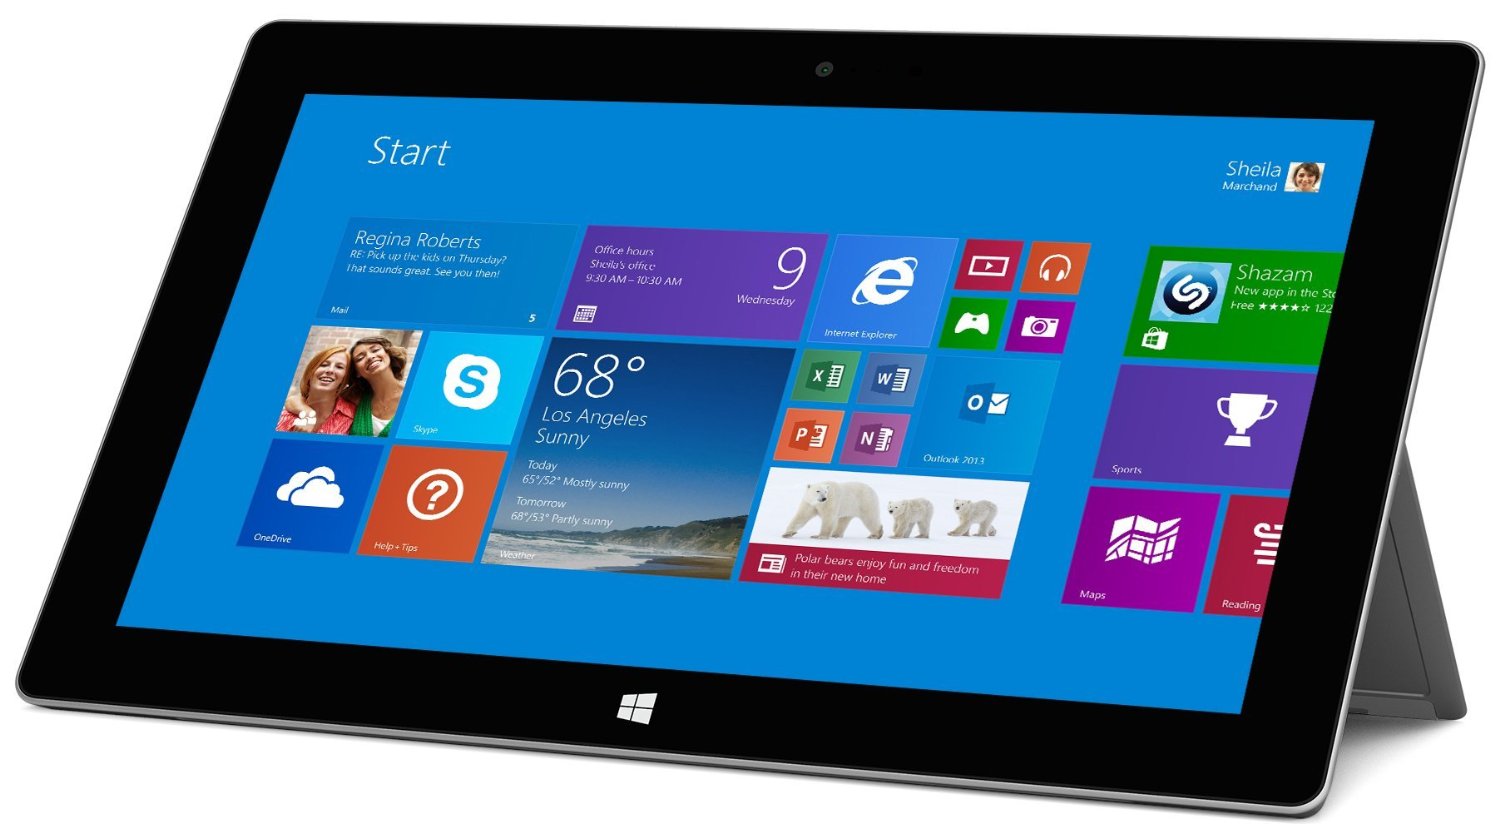 Start
Sheila
Marchand
Regina Roberts
RE: Pick up the kids on Thursday?
That sounds great. See you then!
Mail
5
Office hours
Sheila's office
9:30 AM – 10:30 AM
9
Wednesday
Internet Explorer
Shazam
New app in the Sto
Free ★★★★☆ 122
S
Skype
68°
Los Angeles
Sunny
Today
65°/52° Mostly sunny
Tomorrow
68°/53° Partly sunny
Weather
X
W
P
N
O
Outlook 2013
Sports
OneDrive
?
Help+Tips
Polar bears enjoy fun and freedom
in their new home
Maps
Reading